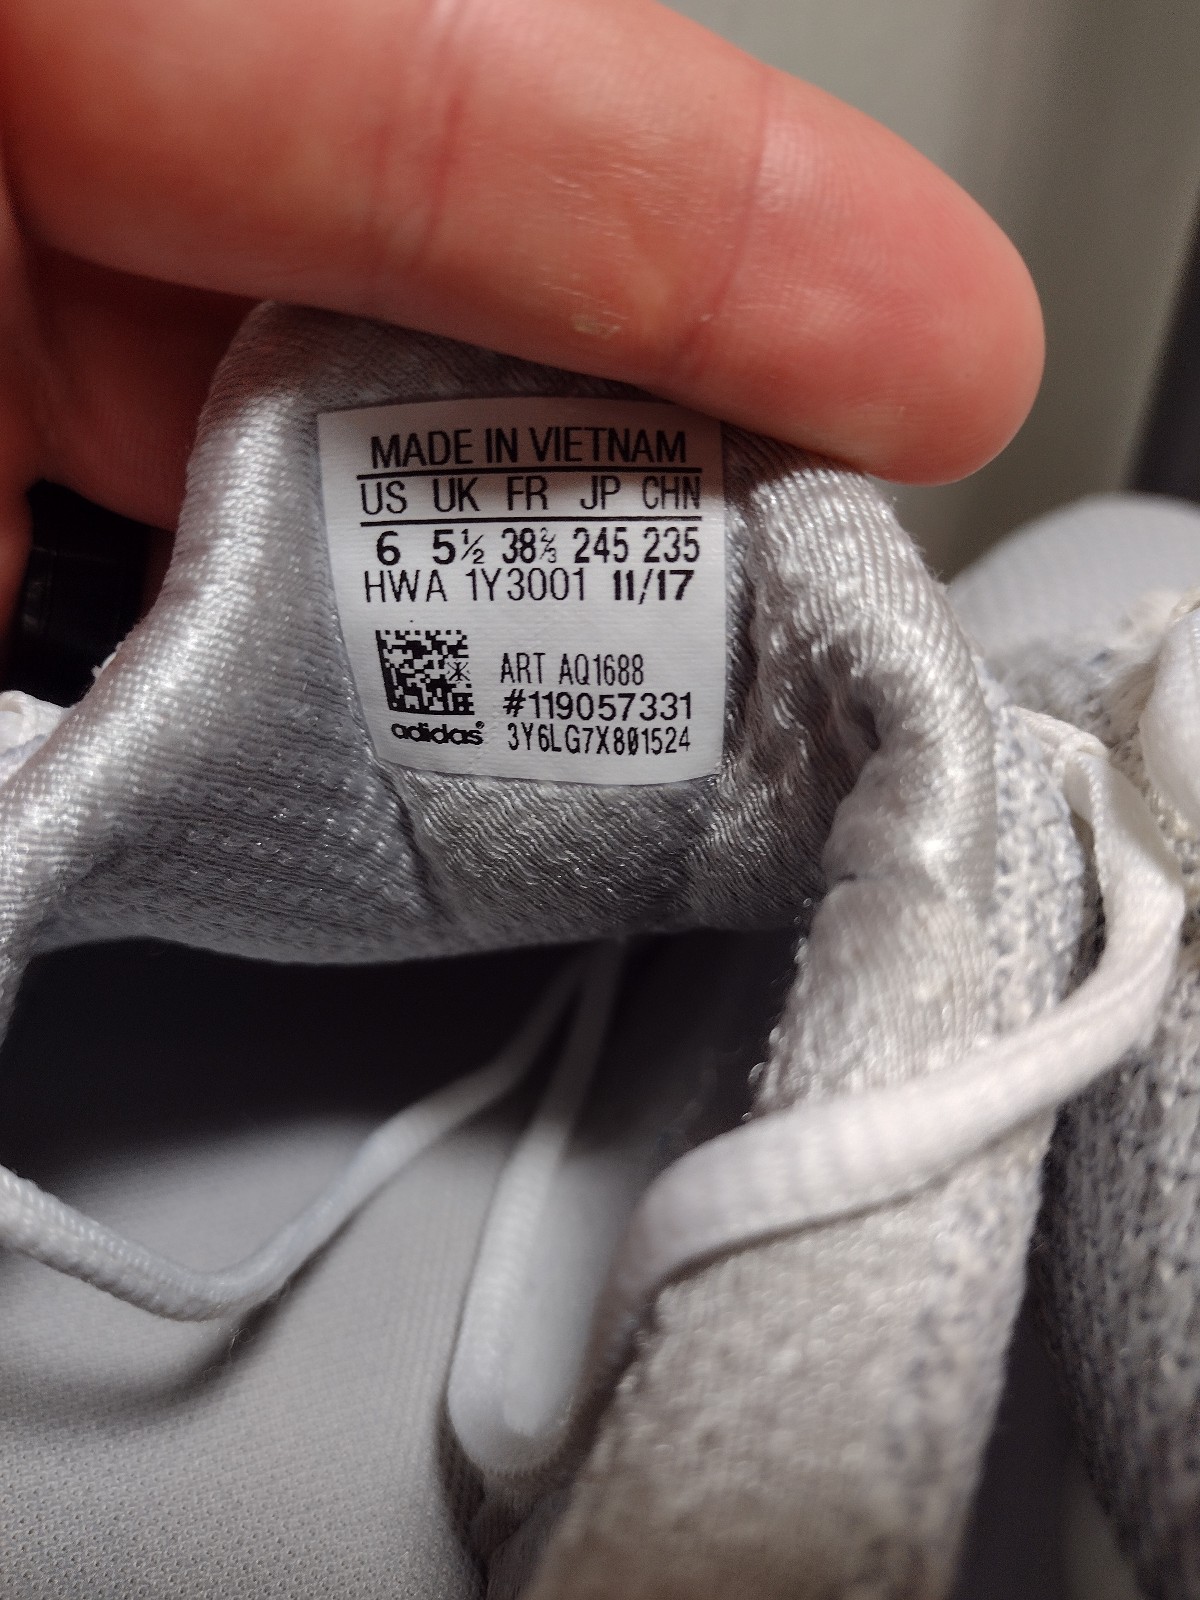 MADE IN VIETNAM
US UK FR JP CHN
6 5½ 38⅔ 245 235
HWA 1Y3001 11/17
ART AQ1688
#119057331
adidas® 3Y6LG7X801524